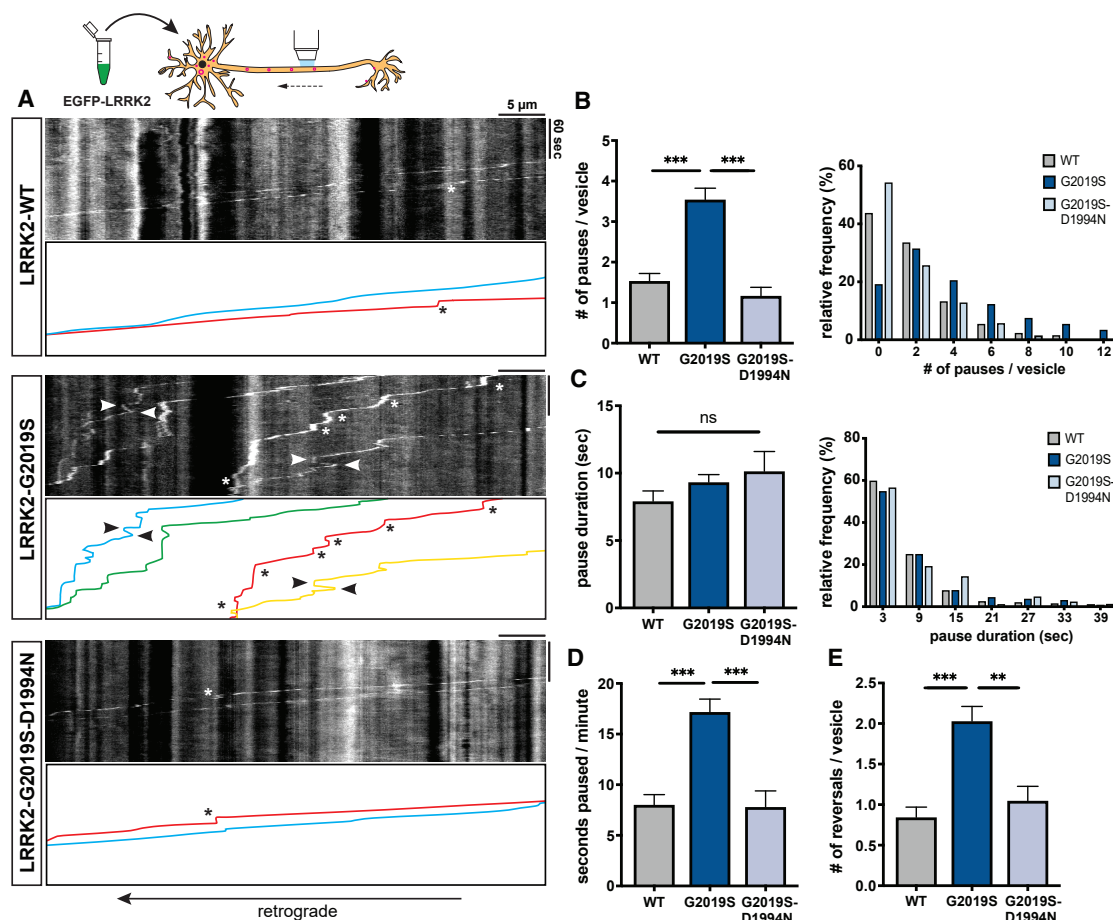 EGFP-LRRK2
A
5 µm
60 sec
LRRK2-WT
*
*
LRRK2-G2019S
*
*
*
*
*
*
*
*
*
*
LRRK2-G2019S-D1994N
*
*
retrograde
B
# of pauses / vesicle
5
4
3
2
1
0
*** ***
WT G2019S G2019S-
D1994N
relative frequency (%)
60
40
20
0
WT
G2019S
G2019S-
D1994N
0 2 4 6 8 10 12
# of pauses / vesicle
C
pause duration (sec)
15
10
5
0
ns
WT G2019S G2019S-
D1994N
relative frequency (%)
80
60
40
20
0
WT
G2019S
G2019S-
D1994N
3 9 15 21 27 33 39
pause duration (sec)
D
seconds paused / minute
20
15
10
5
0
*** ***
WT G2019S G2019S-
D1994N
E
# of reversals / vesicle
2.5
2.0
1.5
1.0
0.5
0.0
*** **
WT G2019S G2019S-
D1994N